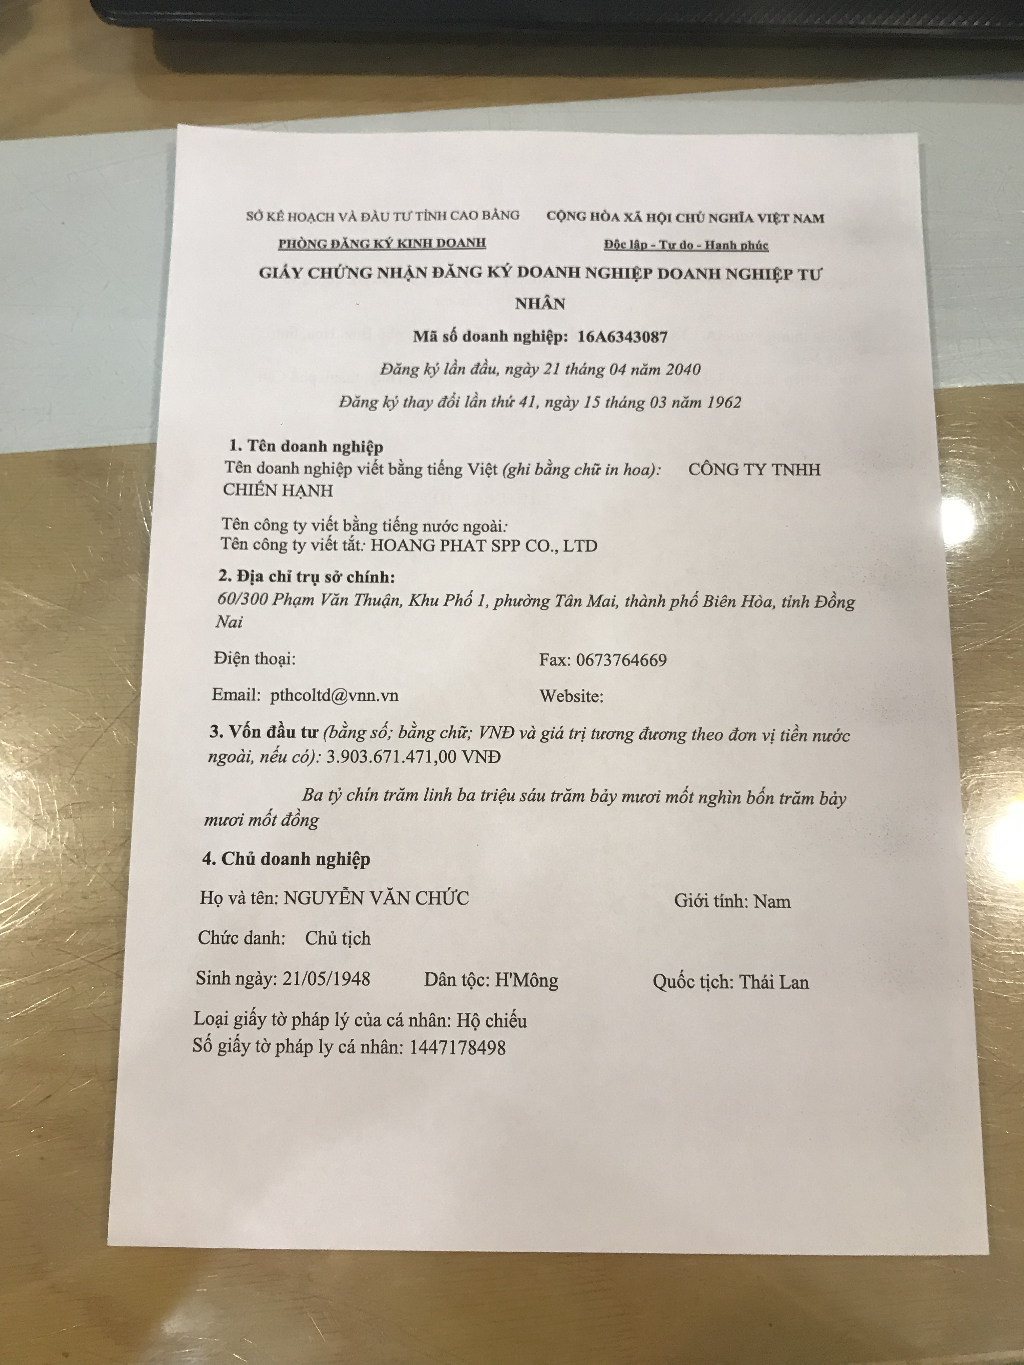 SỞ KẾ HOẠCH VÀ ĐẦU TƯ TỈNH CAO BẰNG
CỘNG HÒA XÃ HỘI CHỦ NGHĨA VIỆT NAM
PHÒNG ĐĂNG KÝ KINH DOANH
Độc lập - Tự do - Hạnh phúc
GIẤY CHỨNG NHẬN ĐĂNG KÝ DOANH NGHIỆP DOANH NGHIỆP TƯ
NHÂN
Mã số doanh nghiệp: 16A6343087
Đăng ký lần đầu, ngày 21 tháng 04 năm 2040
Đăng ký thay đổi lần thứ 41, ngày 15 tháng 03 năm 1962
1. Tên doanh nghiệp
Tên doanh nghiệp viết bằng tiếng Việt (ghi bằng chữ in hoa): CÔNG TY TNHH
CHIẾN HẠNH
Tên công ty viết bằng tiếng nước ngoài:
Tên công ty viết tắt: HOANG PHAT SPP CO., LTD
2. Địa chỉ trụ sở chính:
60/300 Phạm Văn Thuận, Khu Phố 1, phường Tân Mai, thành phố Biên Hòa, tỉnh Đồng
Nai
Điện thoại:
Fax: 0673764669
Email: pthcoltd@vnn.vn
Website:
3. Vốn đầu tư (bằng số; bằng chữ; VNĐ và giá trị tương đương theo đơn vị tiền nước
ngoài, nếu có): 3.903.671.471,00 VNĐ
Ba tỷ chín trăm linh ba triệu sáu trăm bảy mươi mốt nghìn bốn trăm bảy
mươi mốt đồng
4. Chủ doanh nghiệp
Họ và tên: NGUYỄN VĂN CHỨC
Giới tính: Nam
Chức danh: Chủ tịch
Sinh ngày: 21/05/1948
Dân tộc: H'Mông
Quốc tịch: Thái Lan
Loại giấy tờ pháp lý của cá nhân: Hộ chiếu
Số giấy tờ pháp ly cá nhân: 1447178498